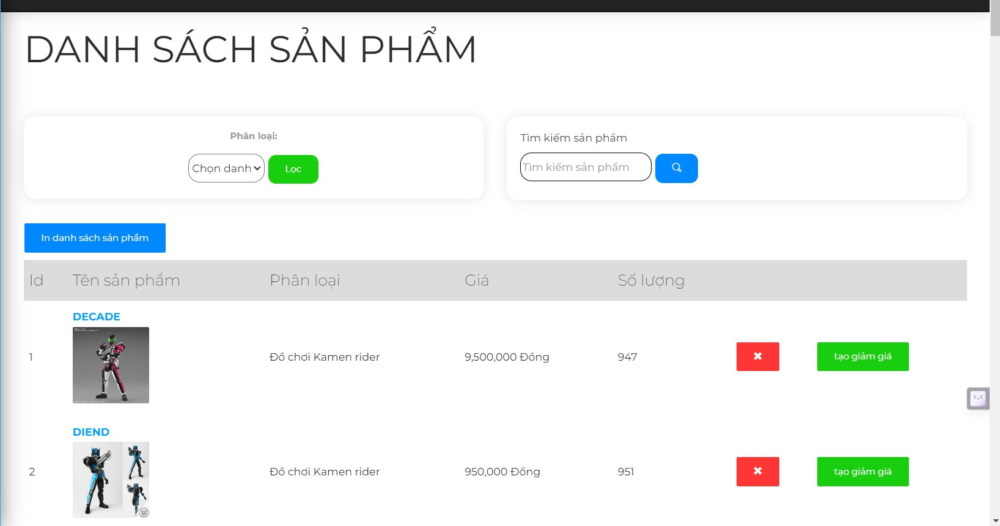 DANH SÁCH SẢN PHẨM
Phân loại:
Chọn danh
Lọc
Tìm kiếm sản phẩm
Tìm kiếm sản phẩm
In danh sách sản phẩm
Id Tên sản phẩm Phân loại Giá Số lượng
DECADE
1 Đồ chơi Kamen rider 9,500,000 Đồng 947 ✖ tạo giảm giá
DIEND
2 Đồ chơi Kamen rider 950,000 Đồng 951 ✖ tạo giảm giá